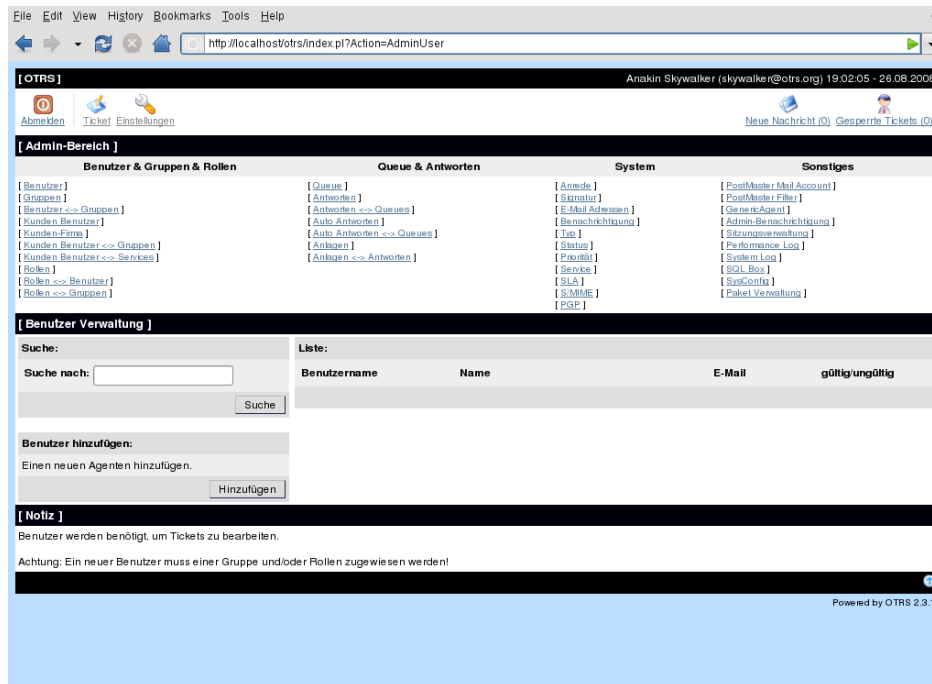 File Edit View History Bookmarks Tools Help
http://localhost/otrs/index.pl?Action=AdminUser
[ OTRS ] Anakin Skywalker (skywalker@otrs.org) 19:02:05 - 26.08.2008
Abmelden Ticket Einstellungen Neue Nachricht (0) Gesperrte Tickets (0)
[ Admin-Bereich ]
Benutzer & Gruppen & Rollen Queue & Antworten System Sonstiges
[ Benutzer ] [ Queue ] [ Anrede ] [ PostMaster Mail Account ]
[ Gruppen ] [ Antworten ] [ Signatur ] [ PostMaster Filter ]
[ Benutzer <-> Gruppen ] [ Antworten <-> Queues ] [ E-Mail Adressen ] [ GenericAgent ]
[ Kunden Benutzer ] [ Auto Antworten ] [ Benachrichtigung ] [ Admin-Benachrichtigung ]
[ Kunden-Firma ] [ Auto Antworten <-> Queues ] [ Typ ] [ Sitzungsverwaltung ]
[ Kunden Benutzer <-> Gruppen ] [ Anlagen ] [ Status ] [ Performance Log ]
[ Kunden Benutzer <-> Services ] [ Anlagen <-> Antworten ] [ Priorität ] [ System Log ]
[ Rollen ] [ Service ] [ SQL Box ]
[ Rollen <-> Benutzer ] [ SLA ] [ SysConfig ]
[ Rollen <-> Gruppen ] [ S/MIME ] [ Paket Verwaltung ]
[ PGP ]
[ Benutzer Verwaltung ]
Suche: Liste:
Suche nach: Benutzername Name E-Mail gültig/ungültig
Suche
Benutzer hinzufügen:
Einen neuen Agenten hinzufügen.
Hinzufügen
[ Notiz ]
Benutzer werden benötigt, um Tickets zu bearbeiten.
Achtung: Ein neuer Benutzer muss einer Gruppe und/oder Rollen zugewiesen werden!
Powered by OTRS 2.3.